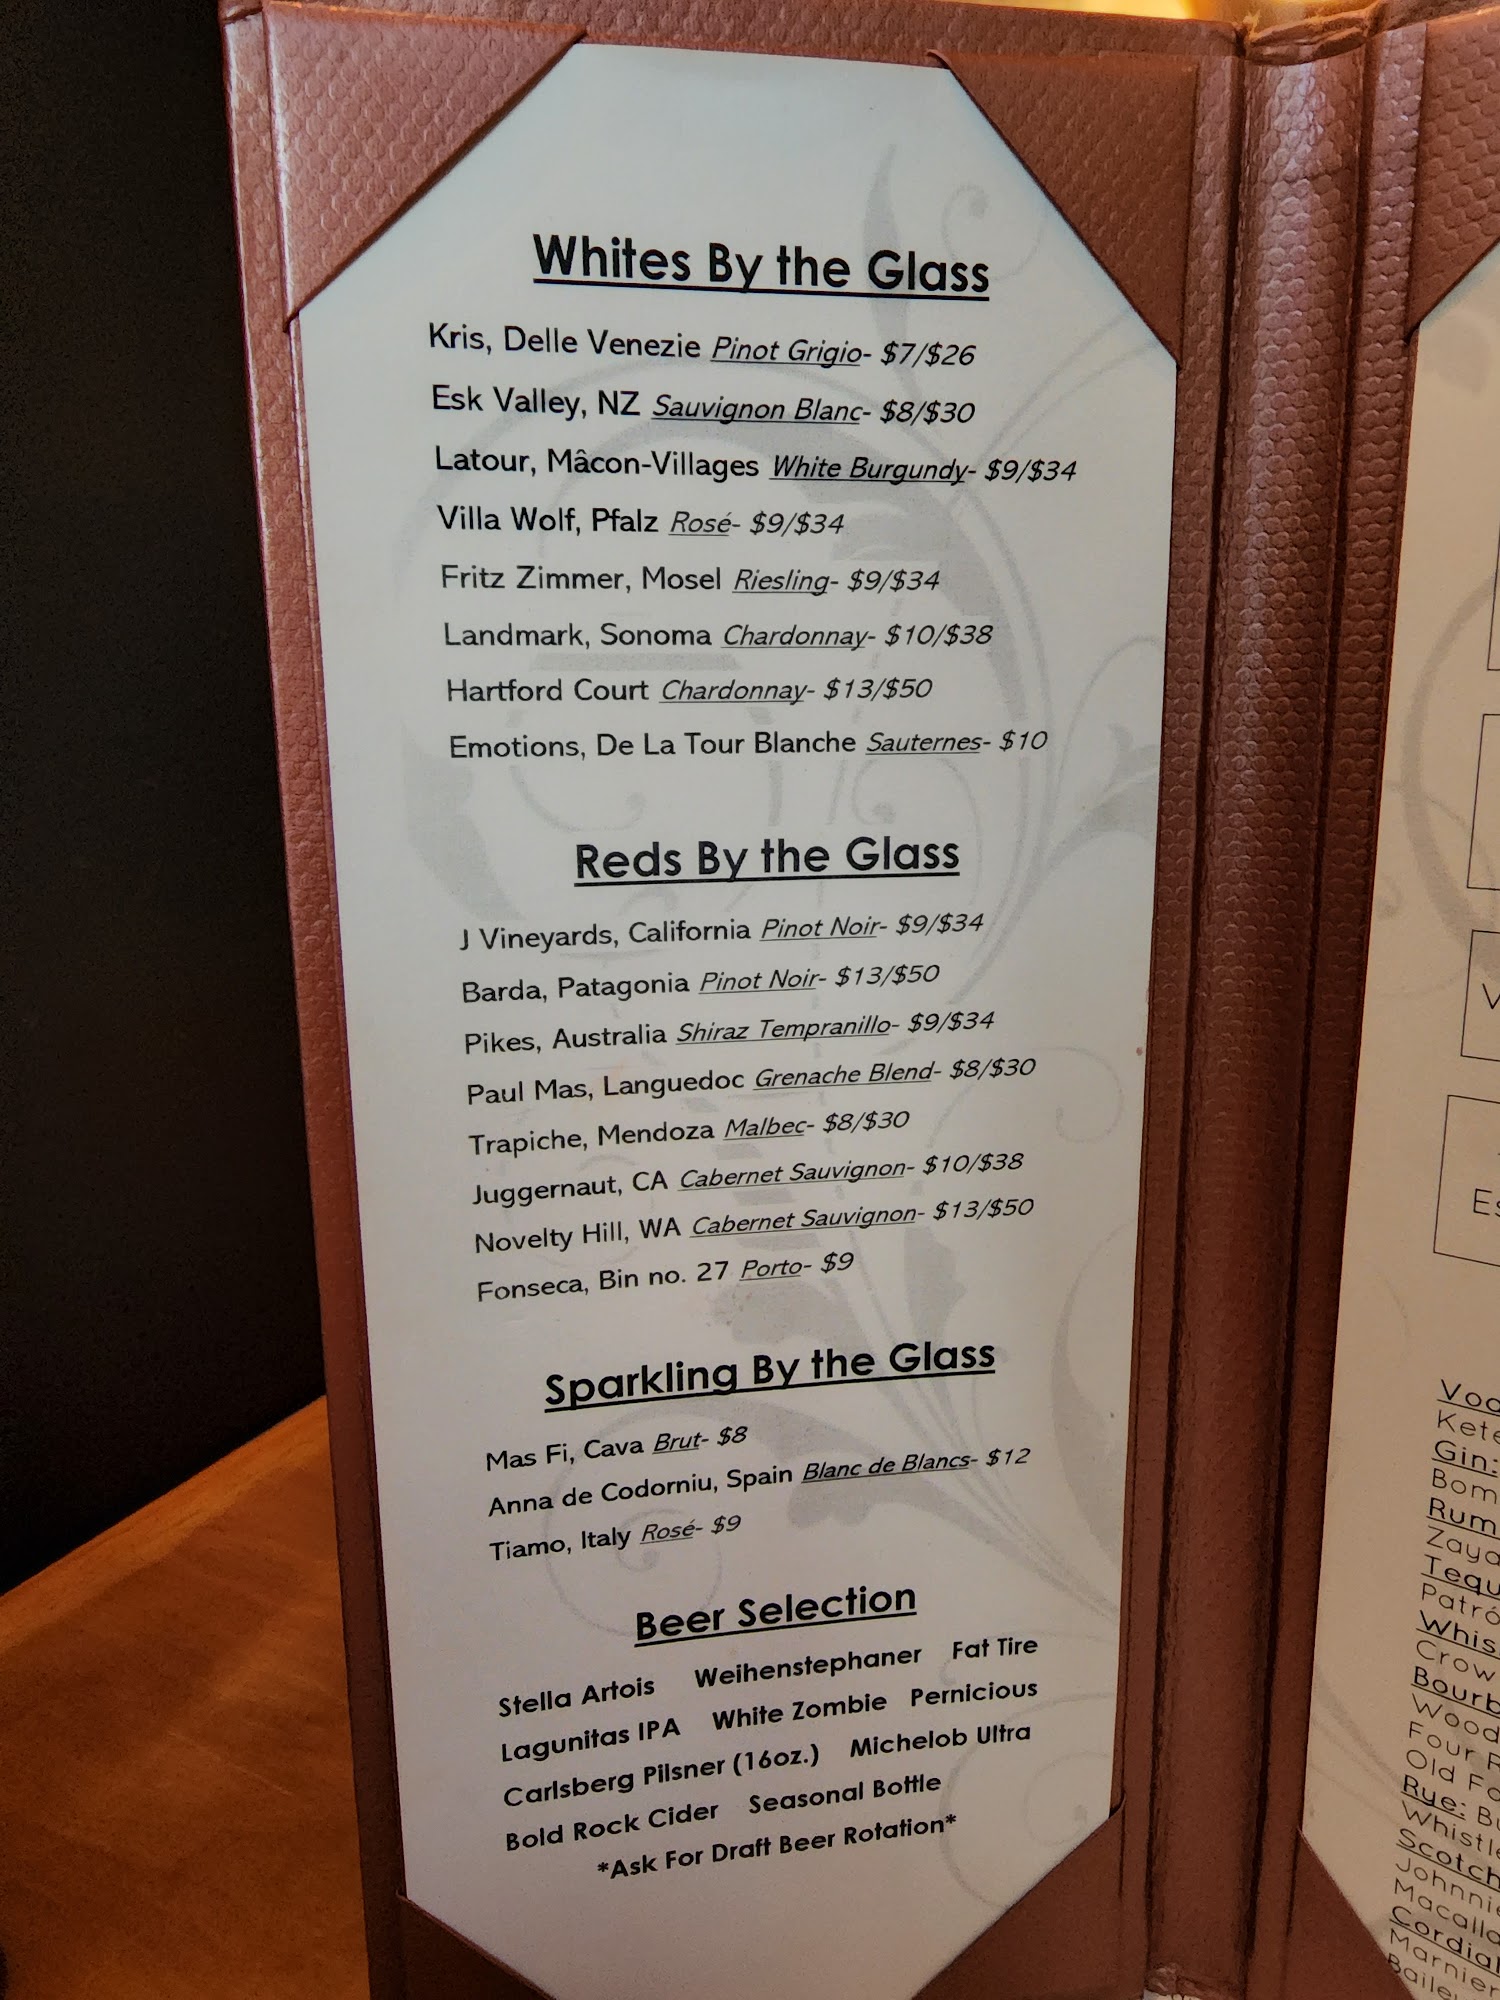 Whites By the Glass
Kris, Delle Venezie Pinot Grigio- $7/$26
Esk Valley, NZ Sauvignon Blanc- $8/$30
Latour, Mâcon-Villages White Burgundy- $9/$34
Villa Wolf, Pfalz Rosé- $9/$34
Fritz Zimmer, Mosel Riesling- $9/$34
Landmark, Sonoma Chardonnay- $10/$38
Hartford Court Chardonnay- $13/$50
Emotions, De La Tour Blanche Sauternes- $10
Reds By the Glass
J Vineyards, California Pinot Noir- $9/$34
Barda, Patagonia Pinot Noir- $13/$50
Pikes, Australia Shiraz Tempranillo- $9/$34
Paul Mas, Languedoc Grenache Blend- $8/$30
Trapiche, Mendoza Malbec- $8/$30
Juggernaut, CA Cabernet Sauvignon- $10/$38
Novelty Hill, WA Cabernet Sauvignon- $13/$50
Fonseca, Bin no. 27 Porto- $9
Sparkling By the Glass
Mas Fi, Cava Brut- $8
Anna de Codorniu, Spain Blanc de Blancs- $12
Tiamo, Italy Rosé- $9
Beer Selection
Stella Artois Weihenstephaner Fat Tire
Lagunitas IPA White Zombie Pernicious
Carlsberg Pilsner (16oz.) Michelob Ultra
Bold Rock Cider Seasonal Bottle
*Ask For Draft Beer Rotation*
Gin:
Rum
Zaya
Rye: